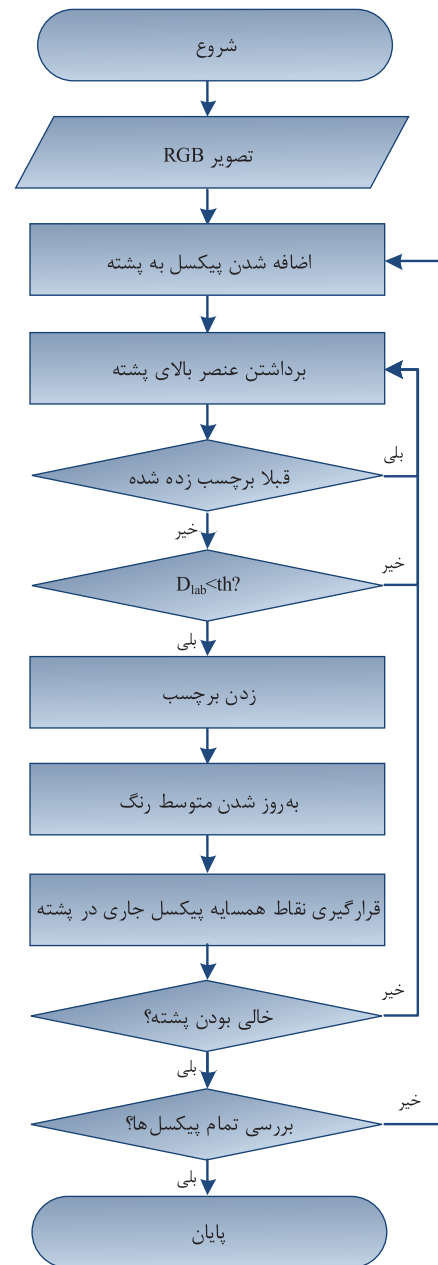 شروع
تصویر RGB
اضافه شدن پیکسل به پشته
برداشتن عنصر بالای پشته
قبلا برچسب زده شده
بلی
خیر
D_lab<th?
خیر
بلی
زدن برچسب
به‌روز شدن متوسط رنگ
قرارگیری نقاط همسایه پیکسل جاری در پشته
خالی بودن پشته؟
خیر
بلی
بررسی تمام پیکسل‌ها؟
خیر
بلی
پایان